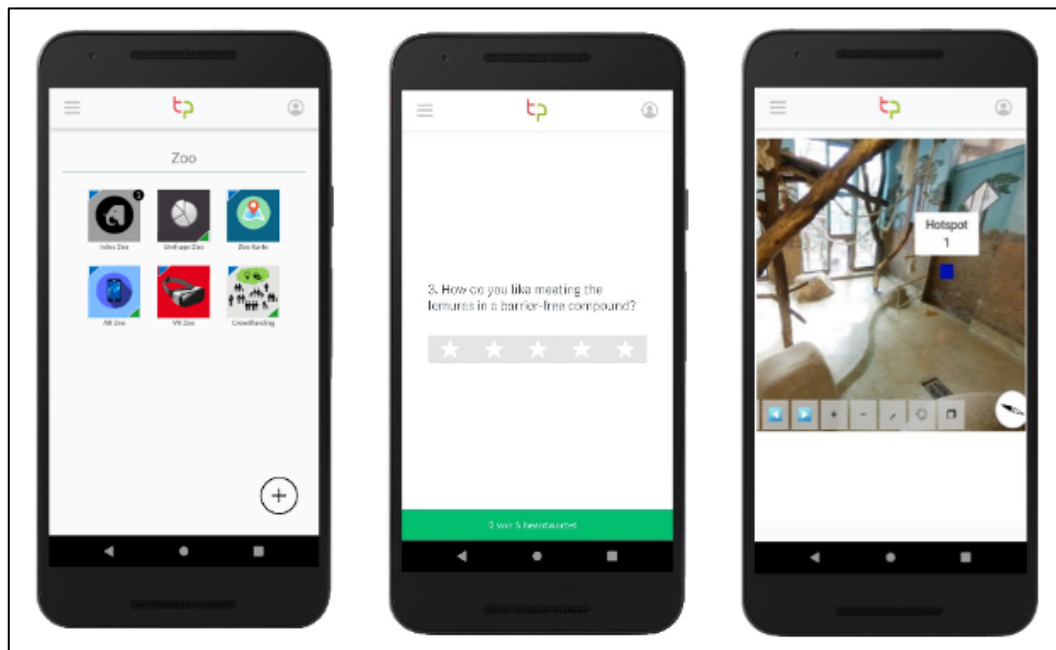 tp
Zoo
3
Infos Zoo
Umfrage Zoo
Zoo Karte
AR Zoo
VR Zoo
Crowdfunding
tp
3. How do you like meeting the
lemures in a barrier-free compound?
von 3 beantwortet
tp
Hotspot
1